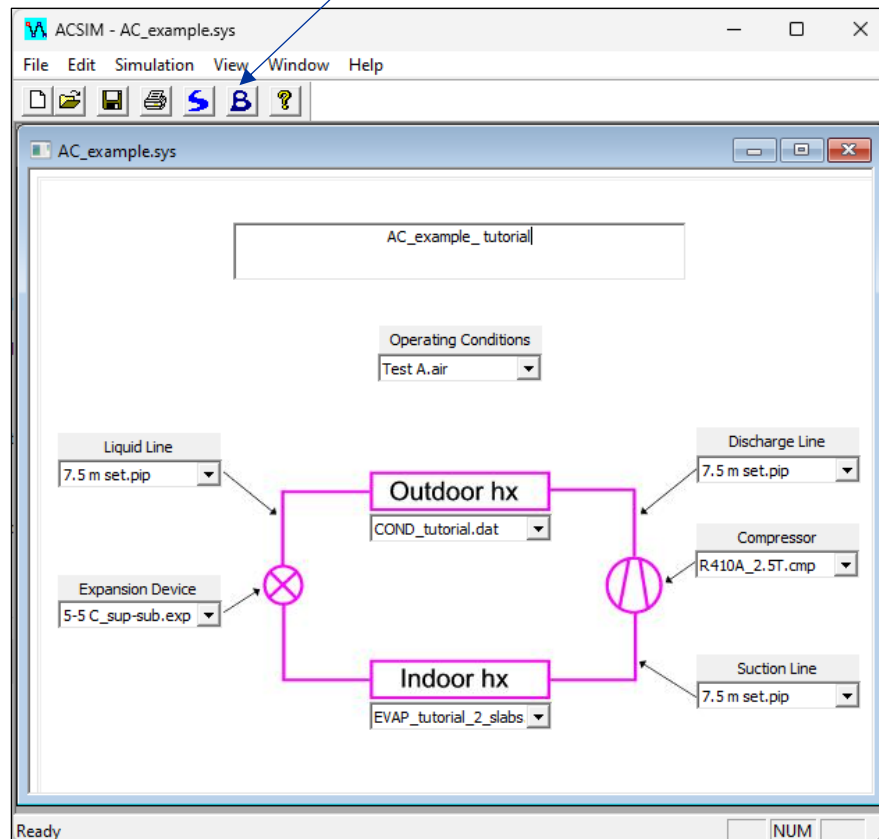 ACSIM - AC_example.sys
File Edit Simulation View Window Help
S B ?
AC_example.sys
AC_example_ tutorial
Operating Conditions
Test A.air
Liquid Line
7.5 m set.pip
Discharge Line
7.5 m set.pip
Outdoor hx
COND_tutorial.dat
Compressor
R410A_2.5T.cmp
Expansion Device
5-5 C_sup-sub.exp
Indoor hx
EVAP_tutorial_2_slabs
Suction Line
7.5 m set.pip
Ready NUM